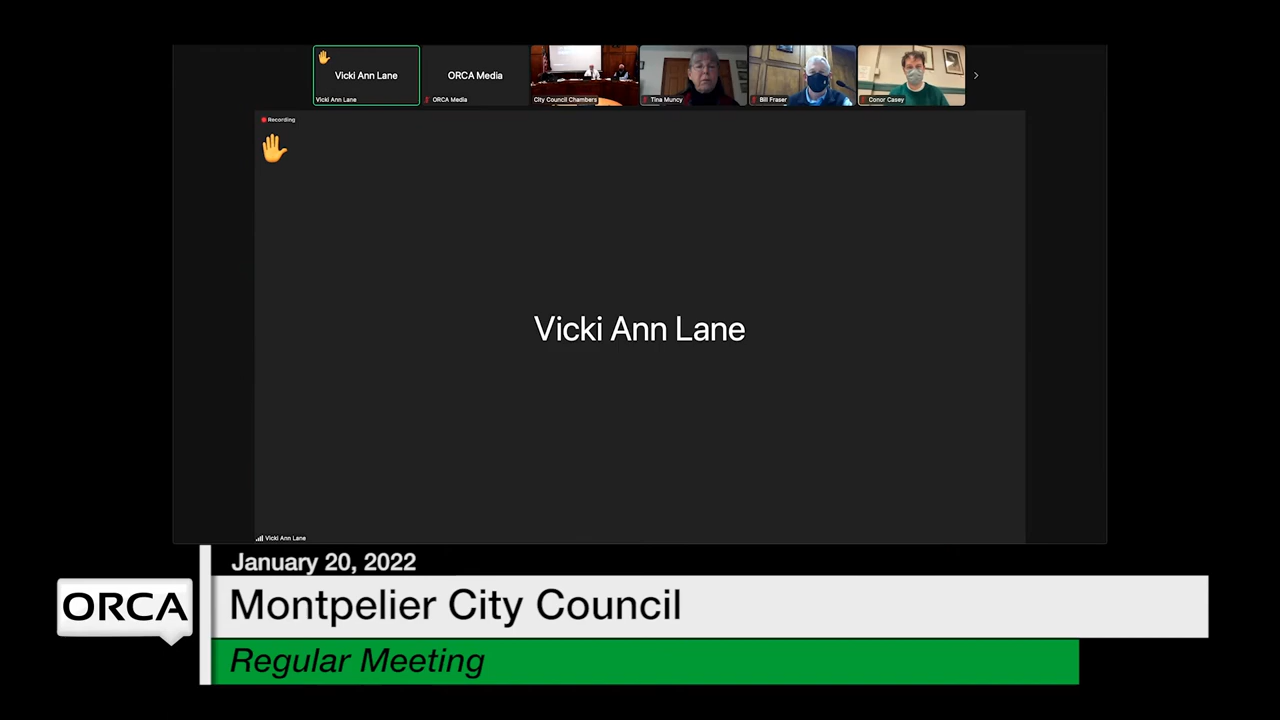 Vicki Ann Lane
Vicki Ann Lane
ORCA Media
ORCA Media
City Council Chambers
Tina Muncy
Bill Fraser
Conor Casey
Recording
Vicki Ann Lane
Vicki Ann Lane
January 20, 2022
ORCA
Montpelier City Council
Regular Meeting